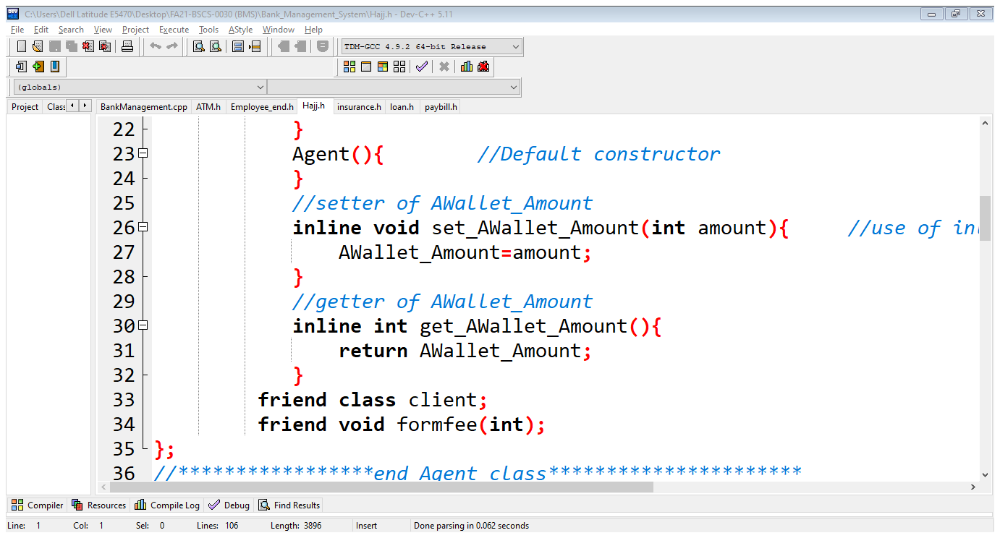 C:\Users\Dell Latitude E5470\Desktop\FA21-BSCS-0030 (BMS)\Bank_Management_System\Hajj.h - Dev-C++ 5.11
File Edit Search View Project Execute Tools AStyle Window Help
TDM-GCC 4.9.2 64-bit Release
(globals)
Project Class BankManagement.cpp ATM.h Employee_end.h Hajj.h insurance.h loan.h paybill.h
22 }
23 Agent(){ //Default constructor
24 }
25 //setter of AWallet_Amount
26 inline void set_AWallet_Amount(int amount){ //use of in
27 AWallet_Amount=amount;
28 }
29 //getter of AWallet_Amount
30 inline int get_AWallet_Amount(){
31 return AWallet_Amount;
32 }
33 friend class client;
34 friend void formfee(int);
35 };
36 //*****************end Agent class**********************
Compiler Resources Compile Log Debug Find Results
Line: 1 Col: 1 Sel: 0 Lines: 106 Length: 3896 Insert Done parsing in 0.062 seconds